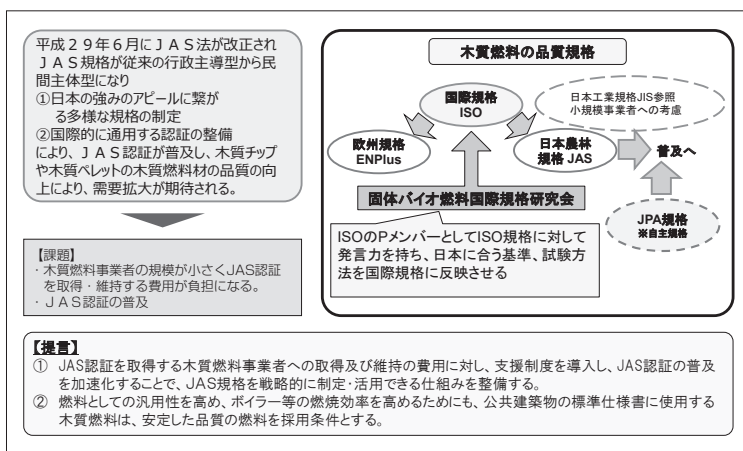 平成２９年６月にＪＡＳ法が改正され
ＪＡＳ規格が従来の行政主導型から民
間主体型になり
①日本の強みのアピールに繋が
る多様な規格の制定
②国際的に通用する認証の整備
により、ＪＡＳ認証が普及し、木質チップ
や木質ペレットの木質燃料材の品質の向
上により、需要拡大が期待される。
【課題】
・木質燃料事業者の規模が小さくJAS認証
を取得・維持する費用が負担になる。
・ＪＡＳ認証の普及
木質燃料の品質規格
国際規格
ISO
日本工業規格JIS参照
小規模事業者への考慮
欧州規格
ENPlus
日本農林
規格 JAS
普及へ
固体バイオ燃料国際規格研究会
JPA規格
※自主規格
ISOのPメンバーとしてISO規格に対して
発言力を持ち、日本に合う基準、試験方
法を国際規格に反映させる
【提言】
① JAS認証を取得する木質燃料事業者への取得及び維持の費用に対し、支援制度を導入し、JAS認証の普及
を加速化することで、JAS規格を戦略的に制定・活用できる仕組みを整備する。
② 燃料としての汎用性を高め、ボイラー等の燃焼効率を高めるためにも、公共建築物の標準仕様書に使用する
木質燃料は、安定した品質の燃料を採用条件とする。